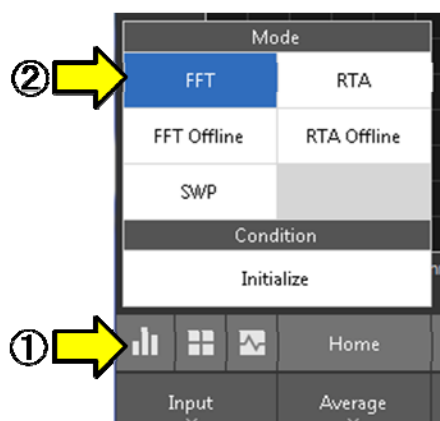 Mode
② FFT RTA
FFT Offline RTA Offline
SWP
Condition
Initialize
① Home
Input Average